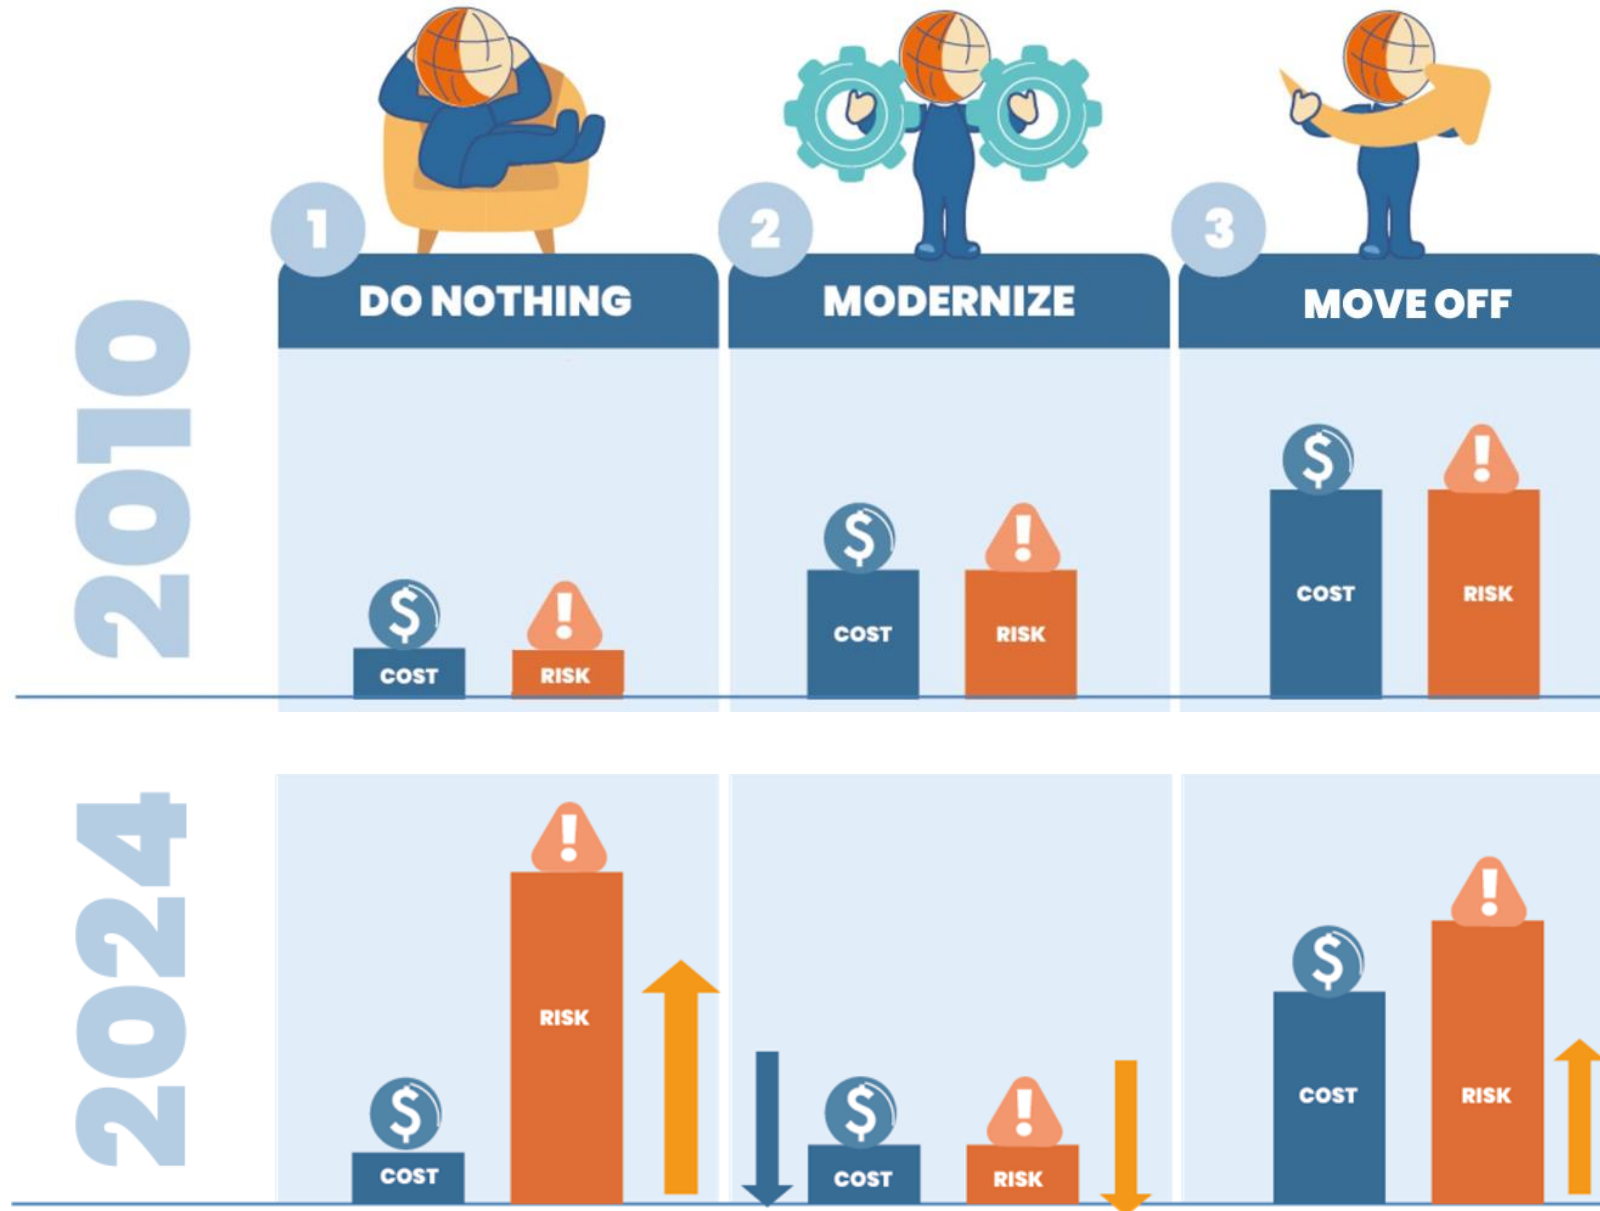 1
DO NOTHING
2
MODERNIZE
3
MOVE OFF
2010
$
COST
!
RISK
$
COST
!
RISK
$
COST
!
RISK
2024
$
COST
!
RISK
$
COST
!
RISK
$
COST
!
RISK